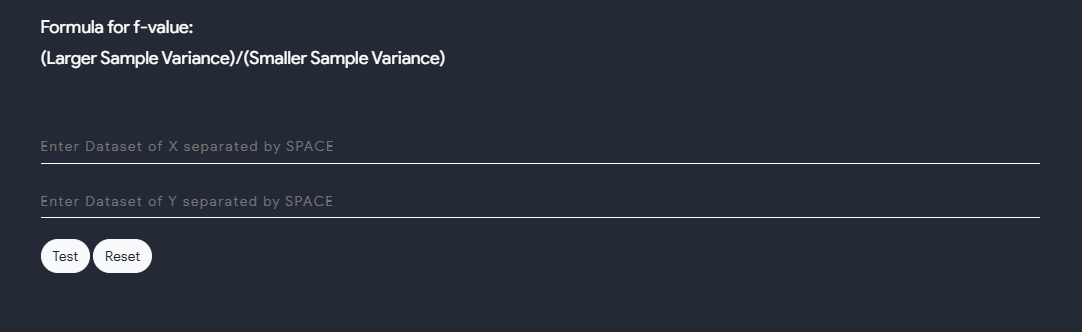 Formula for f-value:
(Larger Sample Variance)/(Smaller Sample Variance)
Enter Dataset of X separated by SPACE
Enter Dataset of Y separated by SPACE
Test Reset